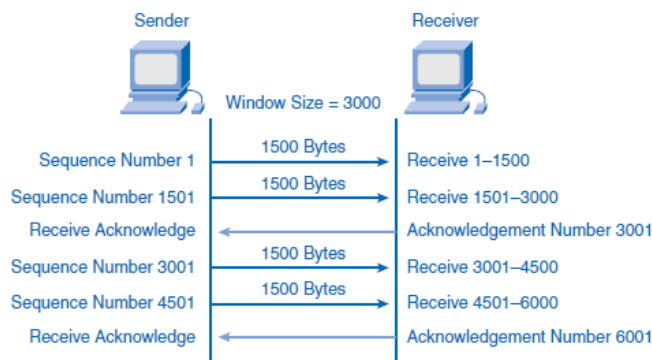 Sender
Receiver
Window Size = 3000
Sequence Number 1
1500 Bytes
Receive 1–1500
Sequence Number 1501
1500 Bytes
Receive 1501–3000
Receive Acknowledge
Acknowledgement Number 3001
Sequence Number 3001
1500 Bytes
Receive 3001–4500
Sequence Number 4501
1500 Bytes
Receive 4501–6000
Receive Acknowledge
Acknowledgement Number 6001